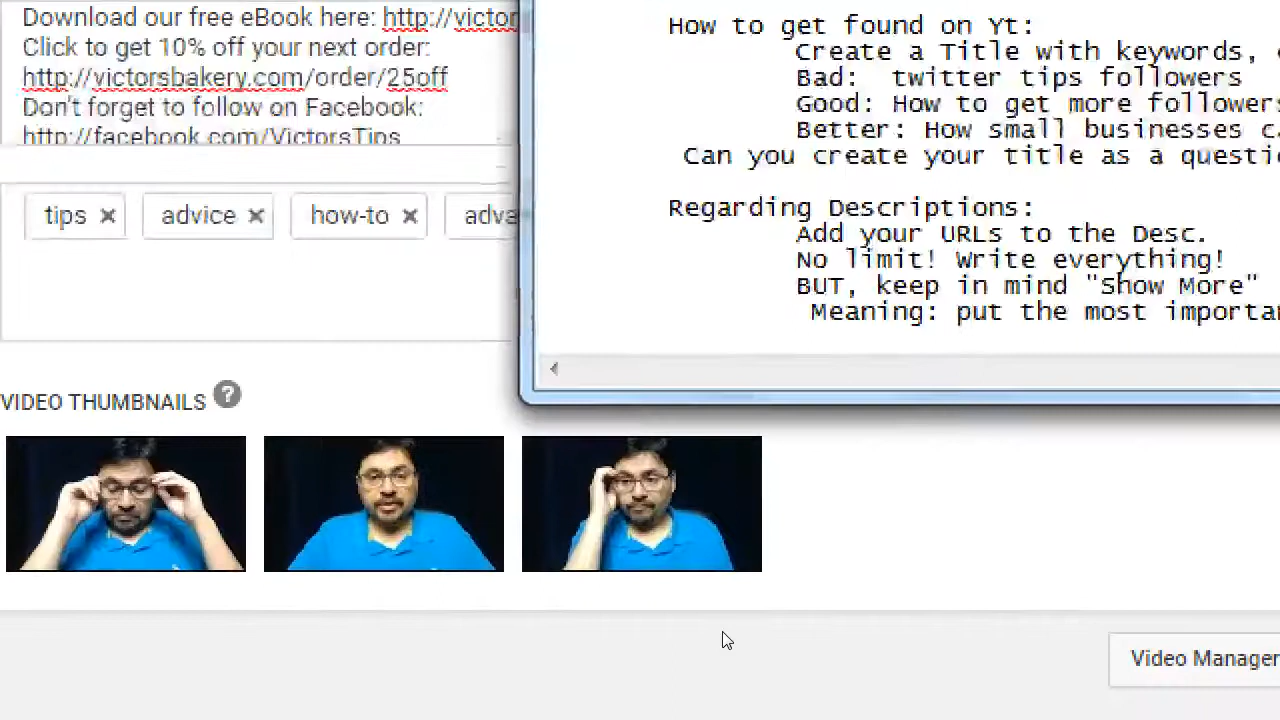 Download our free eBook here: http://victor
Click to get 10% off your next order:
http://victorsbakery.com/order/25off
Don't forget to follow on Facebook:
http://facebook.com/VictorsTips
tips × advice × how-to × adva
VIDEO THUMBNAILS ?
How to get found on Yt:
Create a Title with keywords,
Bad: twitter tips followers
Good: How to get more followers
Better: How small businesses ca
Can you create your title as a questio
Regarding Descriptions:
Add your URLs to the Desc.
No limit! Write everything!
BUT, keep in mind "Show More"
Meaning: put the most importan
Video Manager